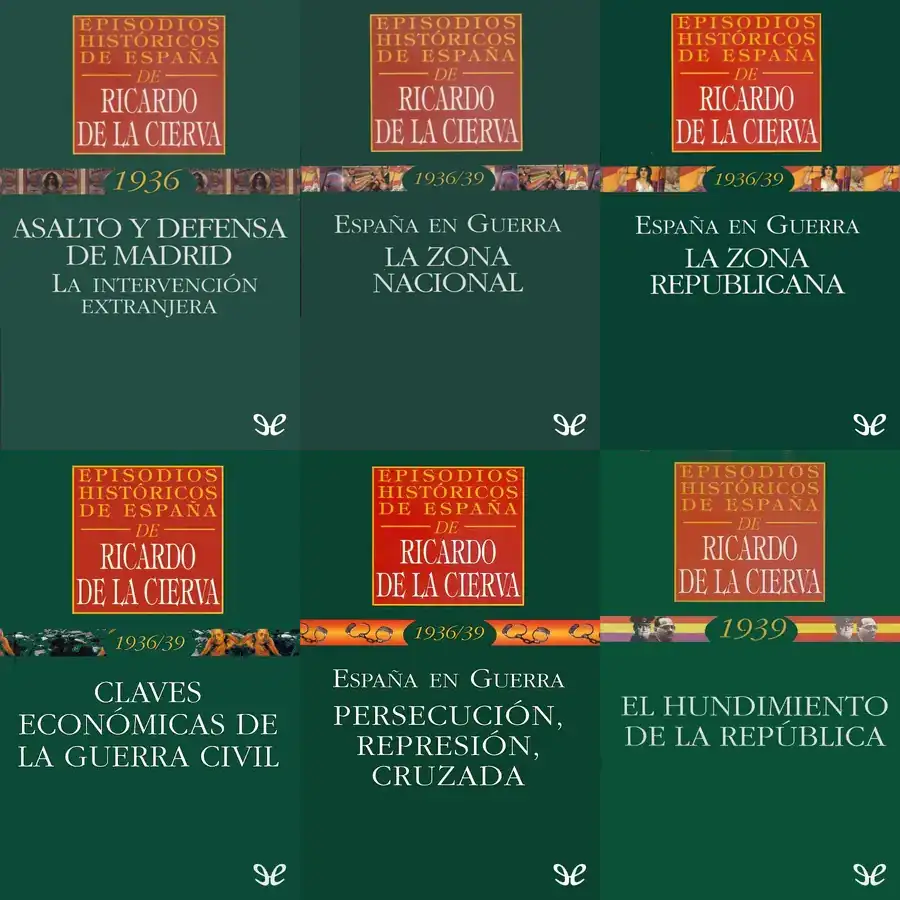 EPISODIOS
HISTÓRICOS
DE ESPAÑA
DE
RICARDO
DE LA CIERVA
1936
ASALTO Y DEFENSA
DE MADRID
LA INTERVENCIÓN
EXTRANJERA
EPISODIOS
HISTÓRICOS
DE ESPAÑA
DE
RICARDO
DE LA CIERVA
1936/39
ESPAÑA EN GUERRA
LA ZONA
NACIONAL
EPISODIOS
HISTÓRICOS
DE ESPAÑA
DE
RICARDO
DE LA CIERVA
1936/39
ESPAÑA EN GUERRA
LA ZONA
REPUBLICANA
EPISODIOS
HISTÓRICOS
DE ESPAÑA
DE
RICARDO
DE LA CIERVA
1936/39
CLAVES
ECONÓMICAS DE
LA GUERRA CIVIL
EPISODIOS
HISTÓRICOS
DE ESPAÑA
DE
RICARDO
DE LA CIERVA
1936/39
ESPAÑA EN GUERRA
PERSECUCIÓN,
REPRESIÓN,
CRUZADA
EPISODIOS
HISTÓRICOS
DE ESPAÑA
DE
RICARDO
DE LA CIERVA
1939
EL HUNDIMIENTO
DE LA REPÚBLICA